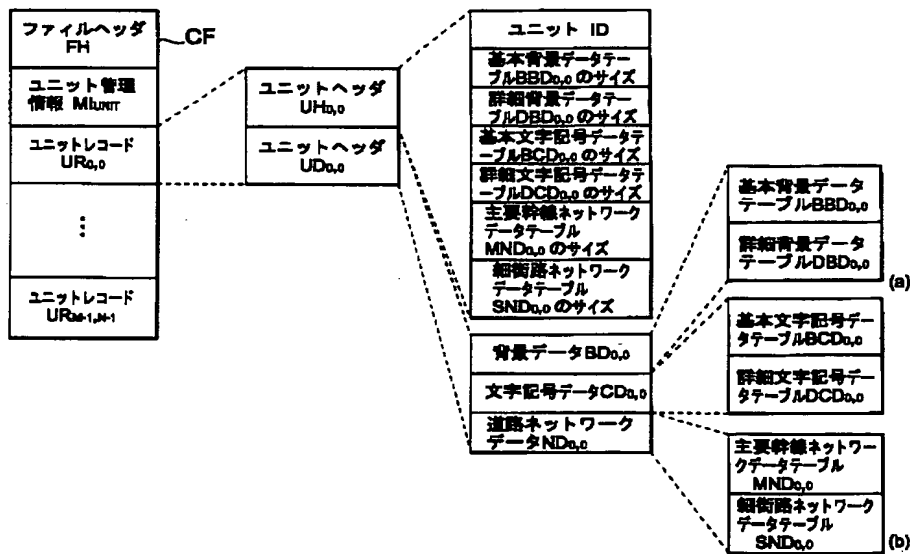 ファイルヘッダ
FH
CF
ユニット管理
情報 MIUNIT
ユニットレコード
UR0,0
⋮
ユニットレコード
URM-1,N-1
ユニットヘッダ
UH0,0
ユニットヘッダ
UD0,0
ユニット ID
基本背景データテー
ブルBBD0,0 のサイズ
詳細背景データテー
ブルDBD0,0 のサイズ
基本文字記号データテ
ーブルBCD0,0 のサイズ
詳細文字記号データテ
ーブルDCD0,0 のサイズ
主要幹線ネットワーク
データテーブル
MND0,0 のサイズ
細街路ネットワーク
データテーブル
SND0,0 のサイズ
背景データBD0,0
文字記号データCD0,0
道路ネットワーク
データND0,0
基本背景データ
テーブルBBD0,0
詳細背景データ
テーブルDBD0,0
(a)
基本文字記号デー
タテーブルBCD0,0
詳細文字記号デー
タテーブルDCD0,0
主要幹線ネットワー
クデータテーブル
MND0,0
細街路ネットワーク
データテーブル
SND0,0
(b)